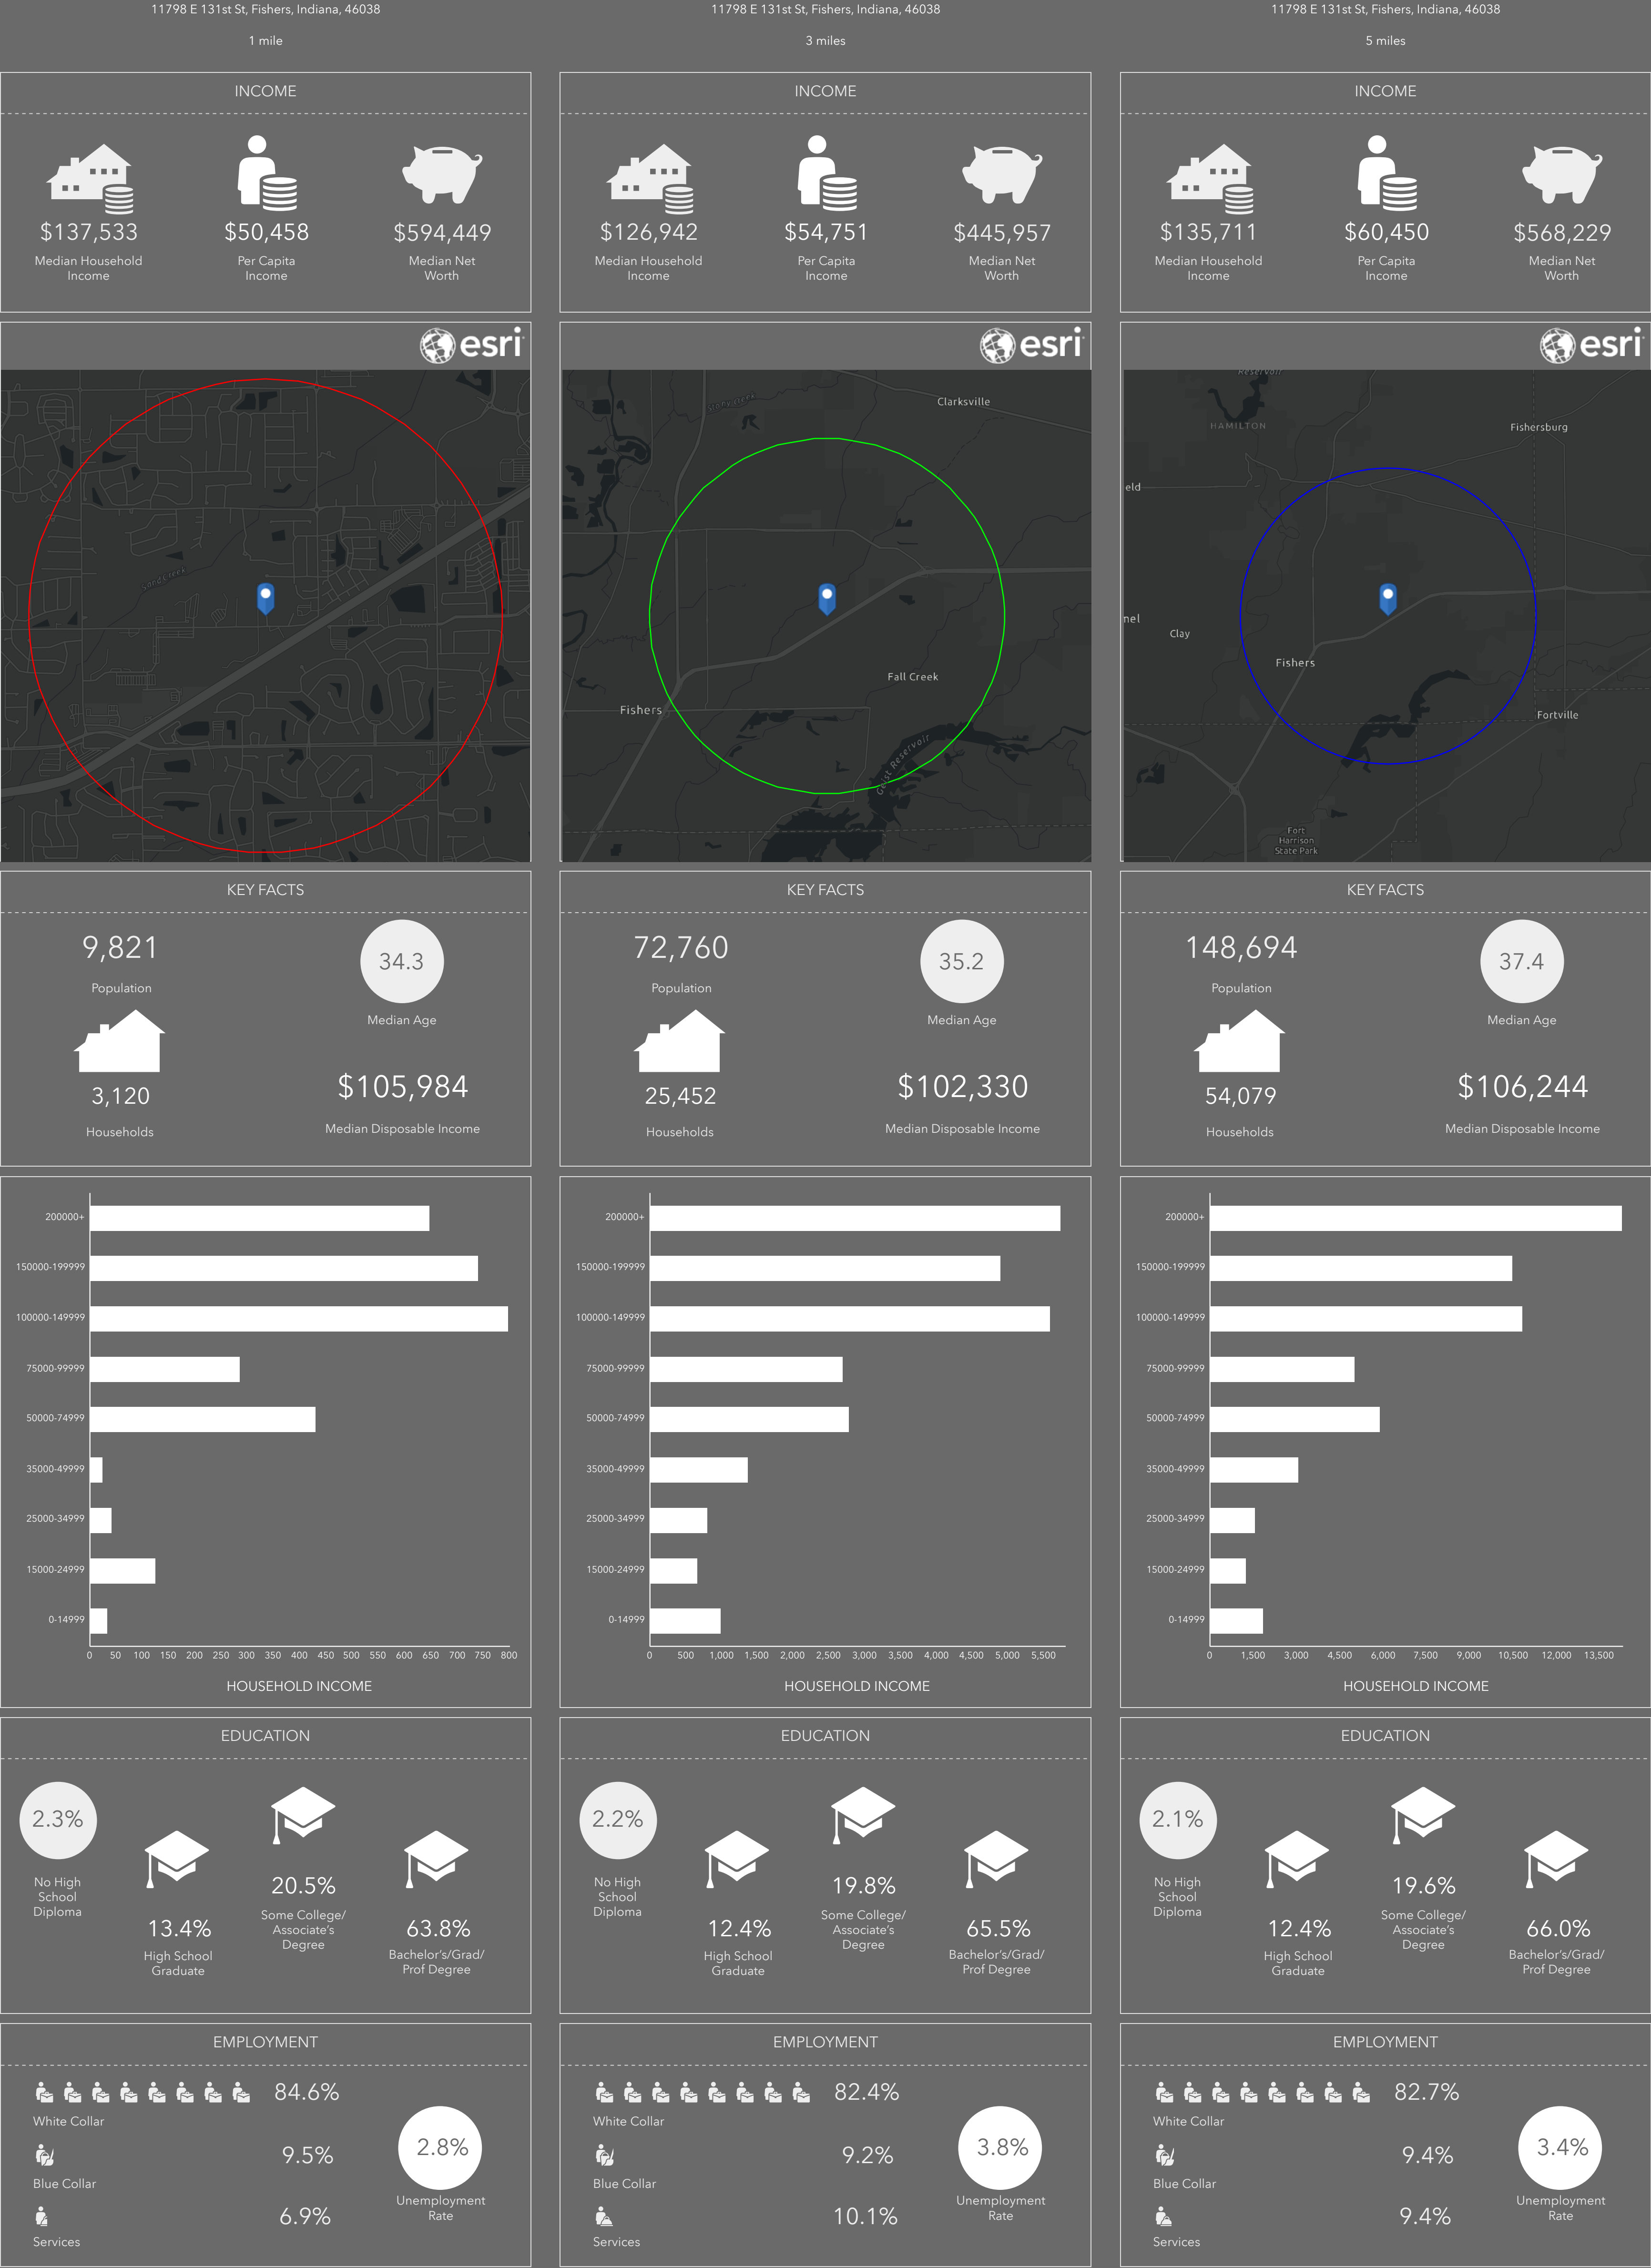 11798 E 131st St, Fishers, Indiana, 46038
1 mile
INCOME
$137,533
Median Household
Income
$50,458
Per Capita
Income
$594,449
Median Net
Worth
esri
Sand Creek
KEY FACTS
9,821
Population
34.3
Median Age
3,120
Households
$105,984
Median Disposable Income
200000+
150000-199999
100000-149999
75000-99999
50000-74999
35000-49999
25000-34999
15000-24999
0-14999
0 50 100 150 200 250 300 350 400 450 500 550 600 650 700 750 800
HOUSEHOLD INCOME
EDUCATION
2.3%
No High
School
Diploma
13.4%
High School
Graduate
20.5%
Some College/
Associate's
Degree
63.8%
Bachelor's/Grad/
Prof Degree
EMPLOYMENT
84.6%
White Collar
9.5%
Blue Collar
6.9%
Services
2.8%
Unemployment
Rate
11798 E 131st St, Fishers, Indiana, 46038
3 miles
INCOME
$126,942
Median Household
Income
$54,751
Per Capita
Income
$445,957
Median Net
Worth
esri
Clarksville
Fall Creek
Fishers
Geist Reservoir
KEY FACTS
72,760
Population
35.2
Median Age
25,452
Households
$102,330
Median Disposable Income
200000+
150000-199999
100000-149999
75000-99999
50000-74999
35000-49999
25000-34999
15000-24999
0-14999
0 500 1,000 1,500 2,000 2,500 3,000 3,500 4,000 4,500 5,000 5,500
HOUSEHOLD INCOME
EDUCATION
2.2%
No High
School
Diploma
12.4%
High School
Graduate
19.8%
Some College/
Associate's
Degree
65.5%
Bachelor's/Grad/
Prof Degree
EMPLOYMENT
82.4%
White Collar
9.2%
Blue Collar
10.1%
Services
3.8%
Unemployment
Rate
11798 E 131st St, Fishers, Indiana, 46038
5 miles
INCOME
$135,711
Median Household
Income
$60,450
Per Capita
Income
$568,229
Median Net
Worth
esri
Reservoir
HAMILTON
Fishersburg
eld
nel
Clay
Fishers
Fortville
Fort
Harrison
State Park
KEY FACTS
148,694
Population
37.4
Median Age
54,079
Households
$106,244
Median Disposable Income
200000+
150000-199999
100000-149999
75000-99999
50000-74999
35000-49999
25000-34999
15000-24999
0-14999
0 1,500 3,000 4,500 6,000 7,500 9,000 10,500 12,000 13,500
HOUSEHOLD INCOME
EDUCATION
2.1%
No High
School
Diploma
12.4%
High School
Graduate
19.6%
Some College/
Associate's
Degree
66.0%
Bachelor's/Grad/
Prof Degree
EMPLOYMENT
82.7%
White Collar
9.4%
Blue Collar
9.4%
Services
3.4%
Unemployment
Rate